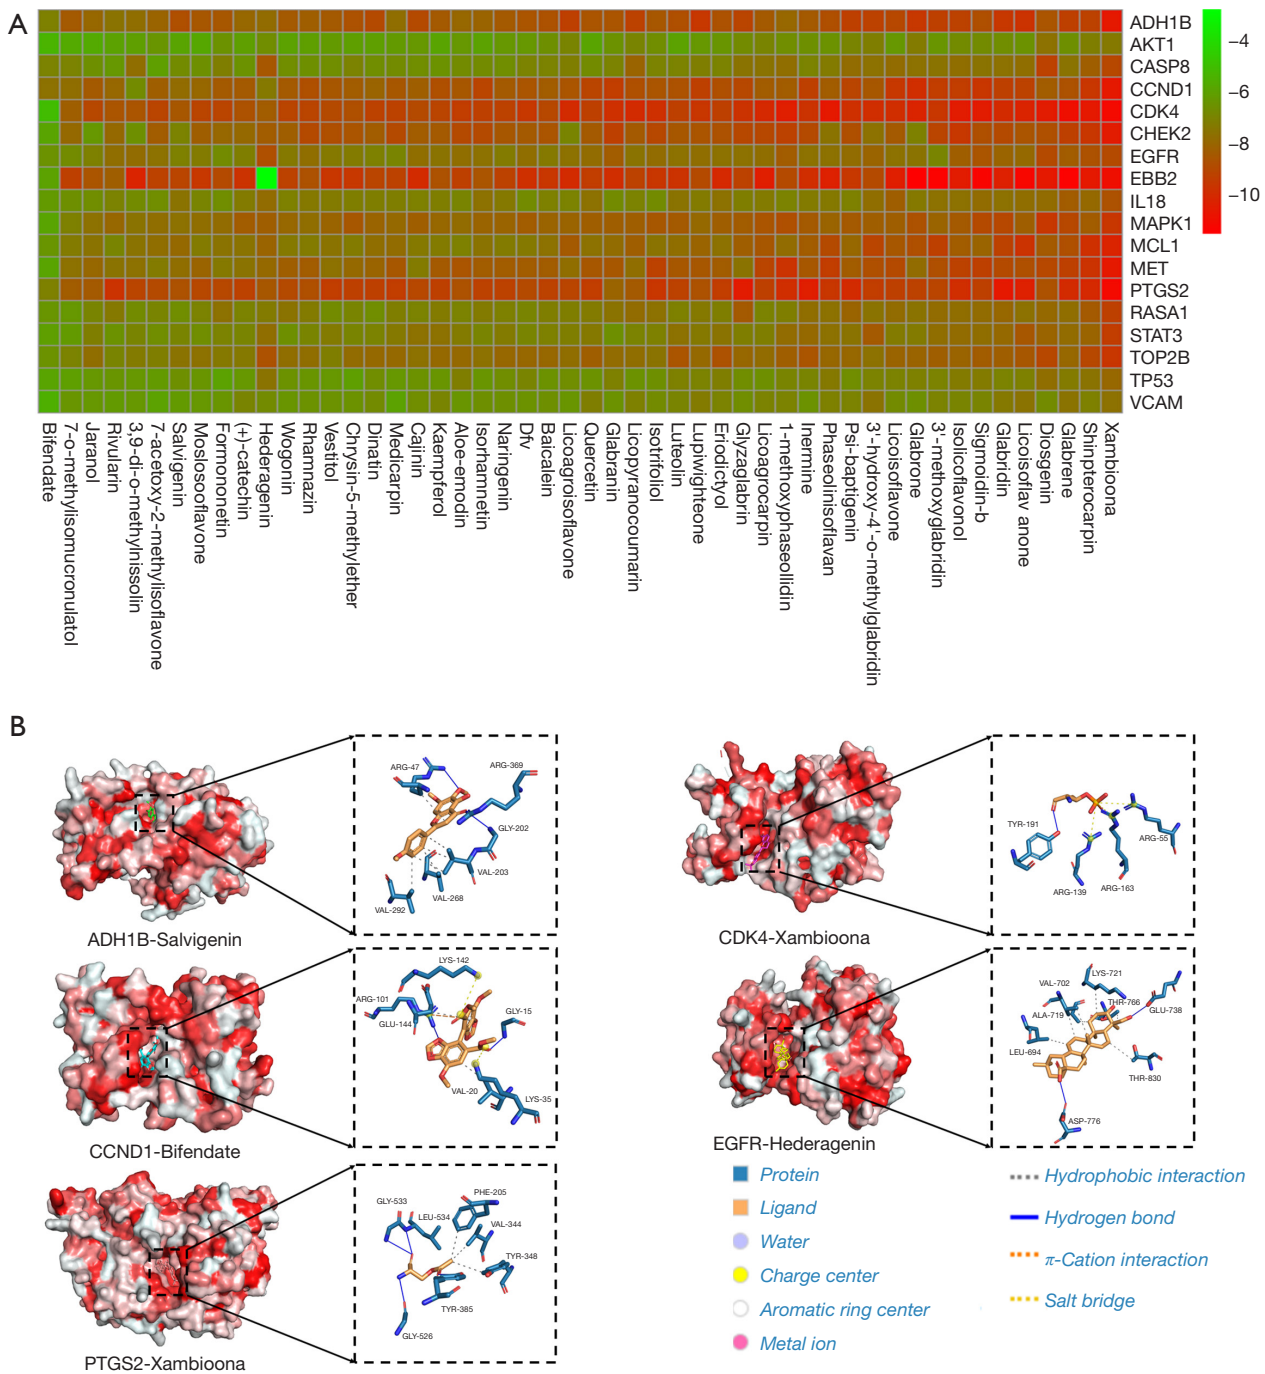 A
ADH1B
AKT1
CASP8
CCND1
CDK4
CHEK2
EGFR
EBB2
IL18
MAPK1
MCL1
MET
PTGS2
RASA1
STAT3
TOP2B
TP53
VCAM
−4
−6
−8
−10
Bifendate
7-o-methylisomucronulatol
Jaranol
Rivularin
3,9-di-o-methylnissolin
7-acetoxy-2-methylisoflavone
Salvigenin
Moslosooflavone
Formononetin
(+)-catechin
Hederagenin
Wogonin
Rhamnazin
Vestitol
Chrysin-5-methylether
Dinatin
Medicarpin
Cajinin
Kaempferol
Aloe-emodin
Isorhamnetin
Naringenin
Dfv
Baicalein
Licoagroisoflavone
Quercetin
Glabranin
Licopyranocoumarin
Isotrifoliol
Luteolin
Lupiwighteone
Eriodictyol
Glyzaglabrin
Licoagrocarpin
1-methoxyphaseollidin
Inermine
Phaseolinisoflavan
Psi-baptigenin
3'-hydroxy-4'-o-methylglabridin
Licoisoflavone
Glabrone
3'-methoxyglabridin
Isolicoflavonol
Sigmoidin-b
Glabridin
Licoisoflav anone
Diosgenin
Glabrene
Shinpterocarpin
Xambioona
B
ARG-47
ARG-369
GLY-202
VAL-203
VAL-268
VAL-292
ADH1B-Salvigenin
TYR-191
ARG-55
ARG-139
ARG-163
CDK4-Xambioona
LYS-142
ARG-101
GLU-144
GLY-15
VAL-20
LYS-35
CCND1-Bifendate
LYS-721
VAL-702
THR-766
ALA-719
GLU-738
LEU-694
THR-830
ASP-776
EGFR-Hederagenin
PHE-205
GLY-533
LEU-534
VAL-344
TYR-348
TYR-385
GLY-526
PTGS2-Xambioona
Protein
Ligand
Water
Charge center
Aromatic ring center
Metal ion
Hydrophobic interaction
Hydrogen bond
π-Cation interaction
Salt bridge